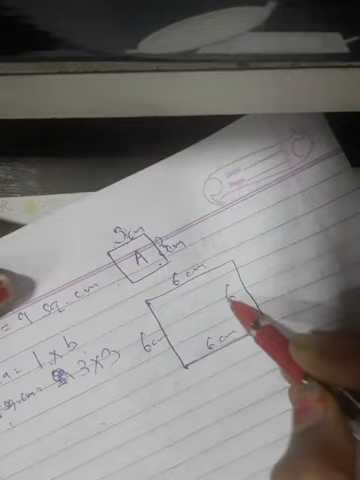 3cm
A 3cm
= 9 sq. cm
6 cm
6
6c
6 cm
= l x b
3x3